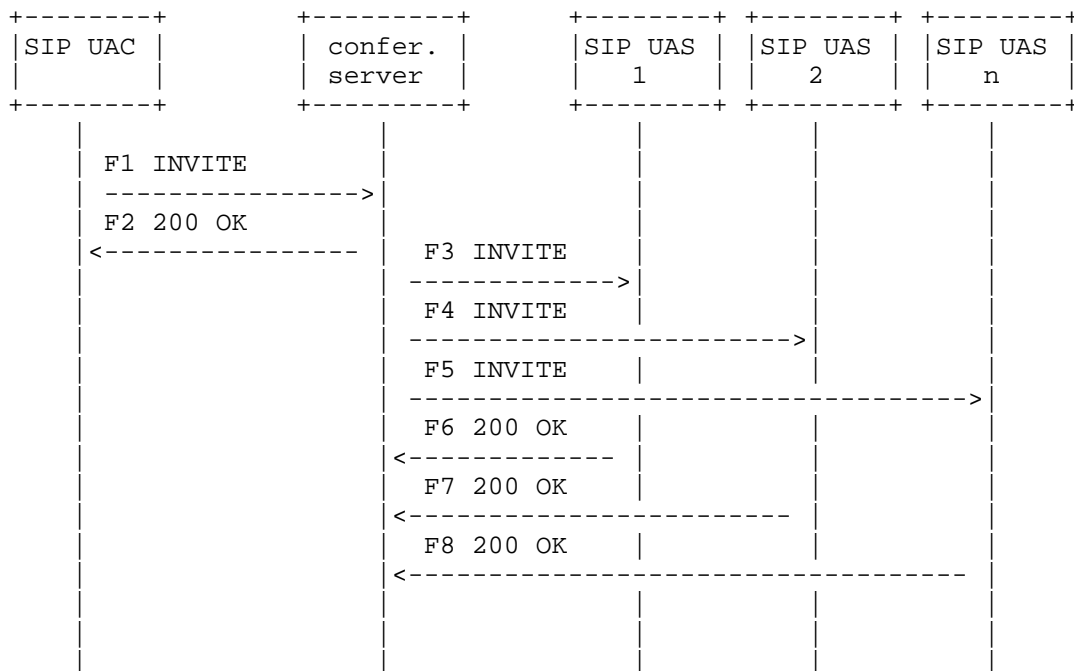 SIP UAC confer. SIP UAS SIP UAS SIP UAS
server 1 2 n
F1 INVITE
F2 200 OK
F3 INVITE
F4 INVITE
F5 INVITE
F6 200 OK
F7 200 OK
F8 200 OK